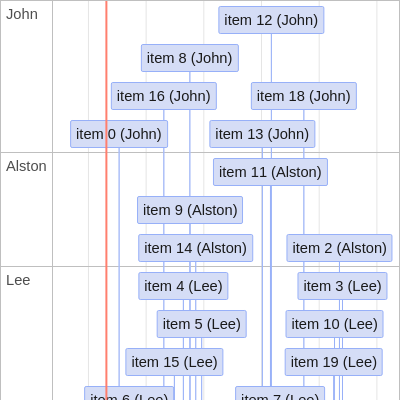 John
item 12 (John)
item 8 (John)
item 16 (John)
item 18 (John)
item 0 (John)
item 13 (John)
Alston
item 11 (Alston)
item 9 (Alston)
item 14 (Alston)
item 2 (Alston)
Lee
item 4 (Lee)
item 3 (Lee)
item 5 (Lee)
item 10 (Lee)
item 15 (Lee)
item 19 (Lee)
item 6 (Lee)
item 7 (Lee)